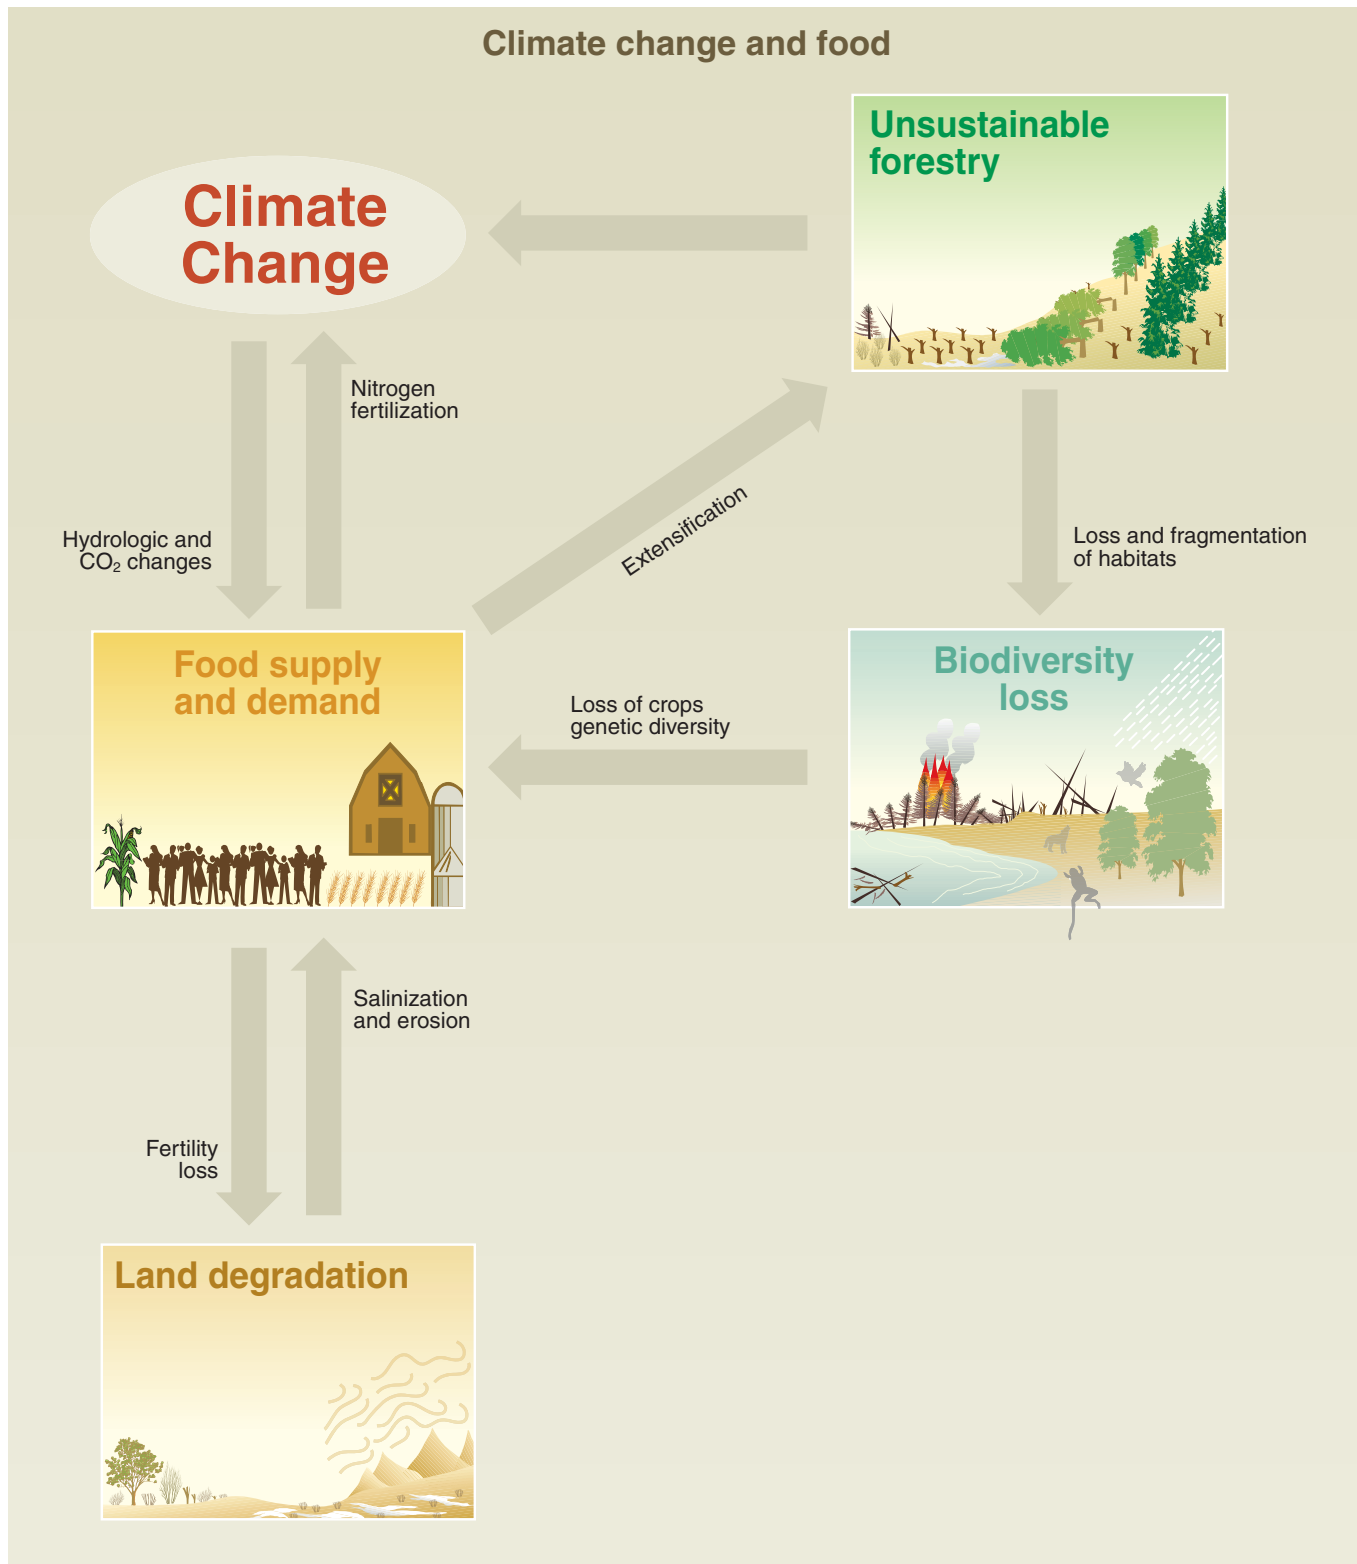 Climate change and food
Unsustainable
forestry
Climate
Change
Nitrogen
fertilization
Extensification
Hydrologic and
CO₂ changes
Loss and fragmentation
of habitats
Food supply
and demand
Biodiversity
loss
Loss of crops
genetic diversity
Salinization
and erosion
Fertility
loss
Land degradation